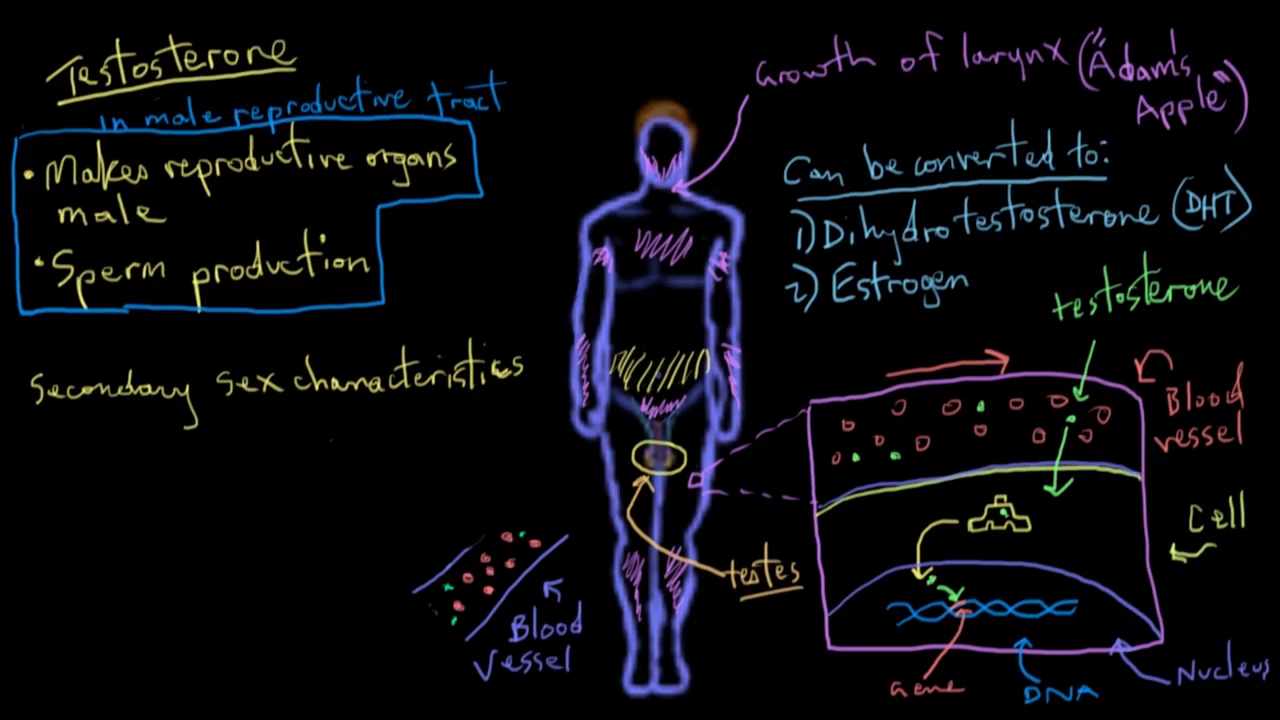 Testosterone
in male reproductive tract
• Makes reproductive organs
male
• Sperm production
Secondary sex characteristics
Growth of larynx ("Adam's
Apple")
Can be converted to:
1) Dihydrotestosterone (DHT)
2) Estrogen
testosterone
Blood
vessel
Cell
testes
Blood
vessel
Gene
DNA
Nucleus